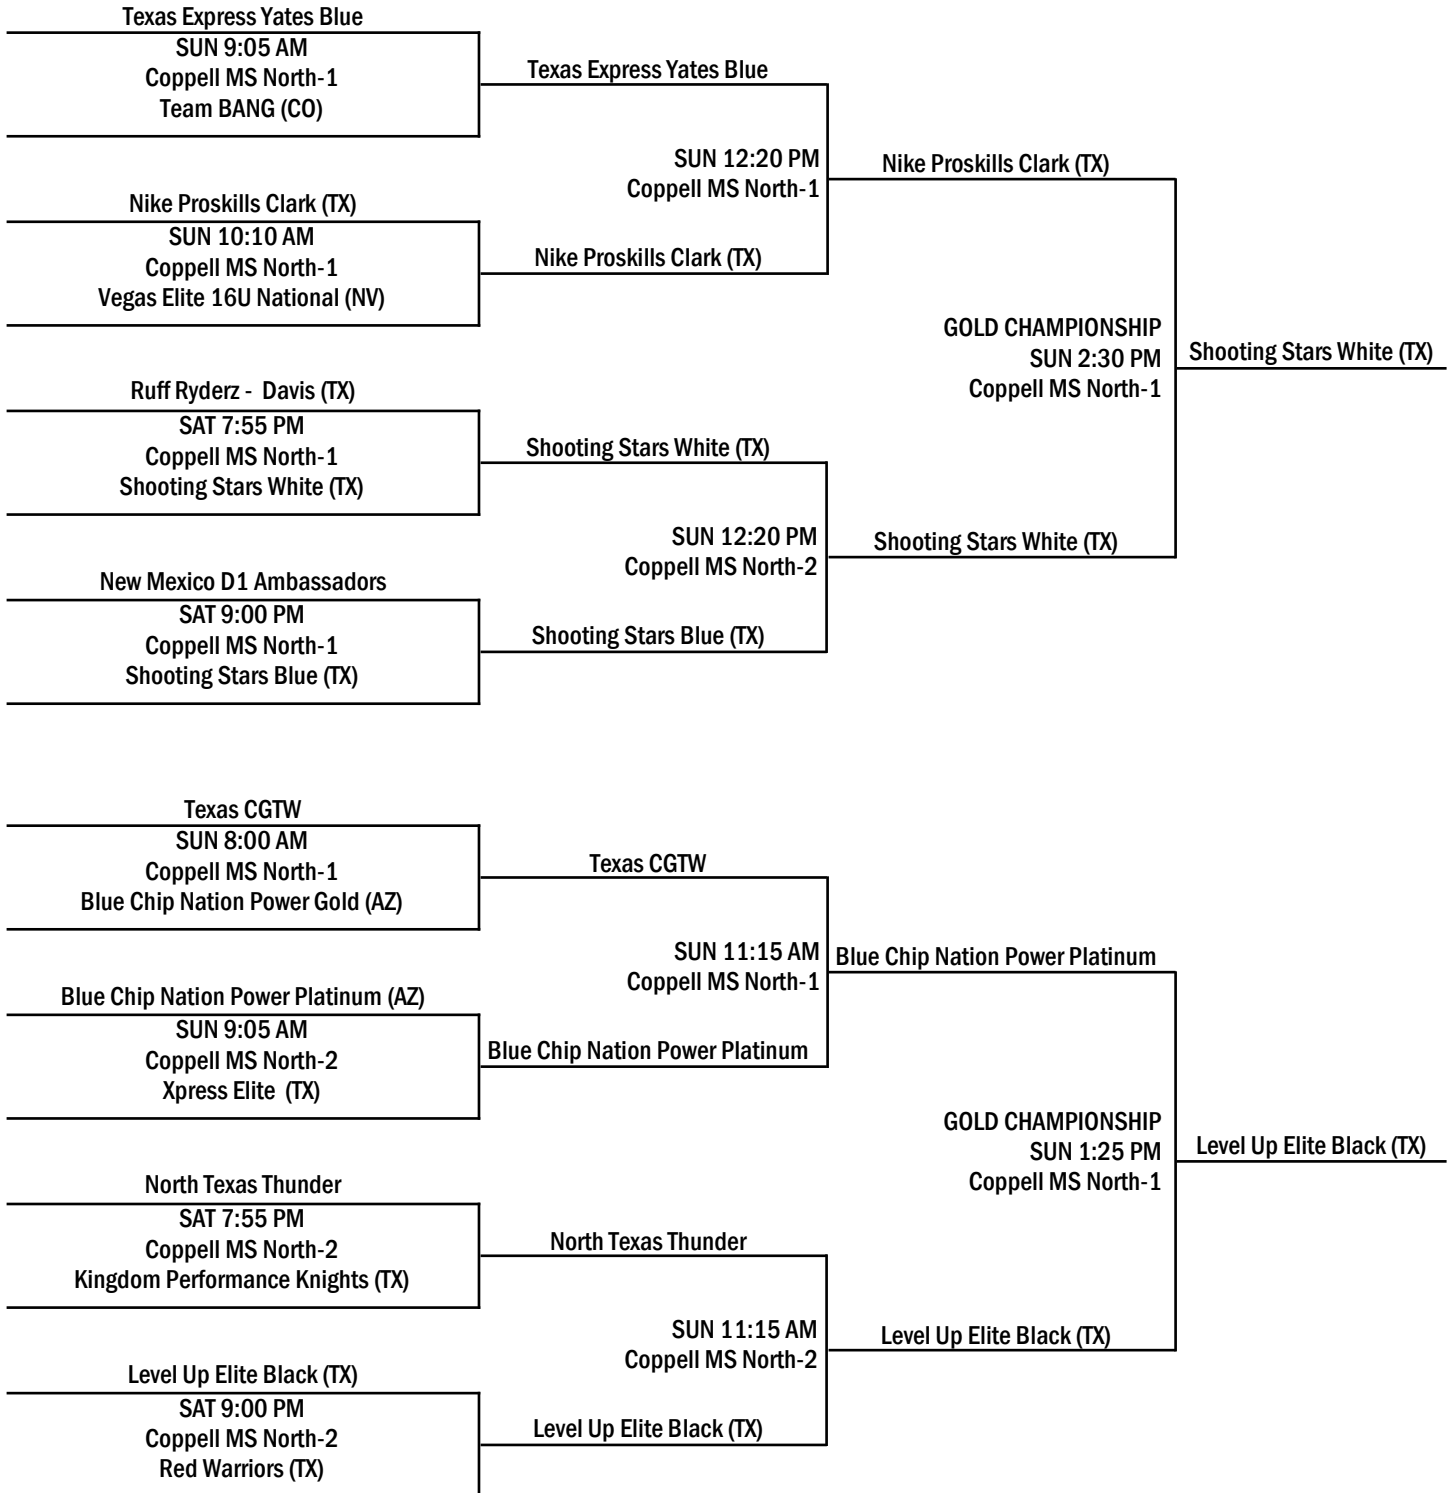 Texas Express Yates Blue
SUN 9:05 AM
Coppell MS North-1
Team BANG (CO)
Texas Express Yates Blue
SUN 12:20 PM
Coppell MS North-1
Nike Proskills Clark (TX)
Nike Proskills Clark (TX)
SUN 10:10 AM
Coppell MS North-1
Vegas Elite 16U National (NV)
Nike Proskills Clark (TX)
GOLD CHAMPIONSHIP
SUN 2:30 PM
Coppell MS North-1
Shooting Stars White (TX)
Ruff Ryderz -  Davis (TX)
SAT 7:55 PM
Coppell MS North-1
Shooting Stars White (TX)
Shooting Stars White (TX)
SUN 12:20 PM
Coppell MS North-2
Shooting Stars White (TX)
New Mexico D1 Ambassadors
SAT 9:00 PM
Coppell MS North-1
Shooting Stars Blue (TX)
Shooting Stars Blue (TX)
Texas CGTW
SUN 8:00 AM
Coppell MS North-1
Blue Chip Nation Power Gold (AZ)
Texas CGTW
SUN 11:15 AM
Coppell MS North-1
Blue Chip Nation Power Platinum
Blue Chip Nation Power Platinum (AZ)
SUN 9:05 AM
Coppell MS North-2
Xpress Elite  (TX)
Blue Chip Nation Power Platinum
GOLD CHAMPIONSHIP
SUN 1:25 PM
Coppell MS North-1
Level Up Elite Black (TX)
North Texas Thunder
SAT 7:55 PM
Coppell MS North-2
Kingdom Performance Knights (TX)
North Texas Thunder
SUN 11:15 AM
Coppell MS North-2
Level Up Elite Black (TX)
Level Up Elite Black (TX)
SAT 9:00 PM
Coppell MS North-2
Red Warriors (TX)
Level Up Elite Black (TX)